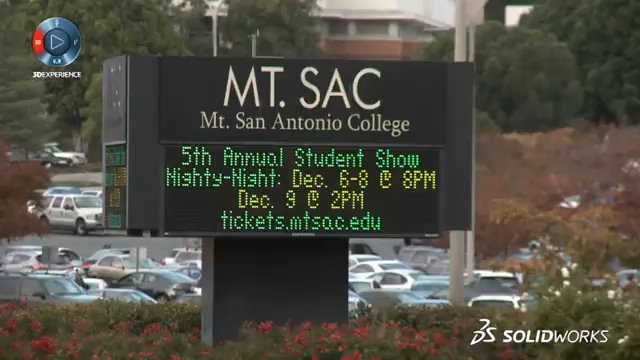 3DEXPERIENCE
MT. SAC
Mt. San Antonio College
5th Annual Student Show
Nighty-Night: Dec. 6-8 @ 8PM
Dec. 9 @ 2PM
tickets.mtsac.edu
SOLIDWORKS